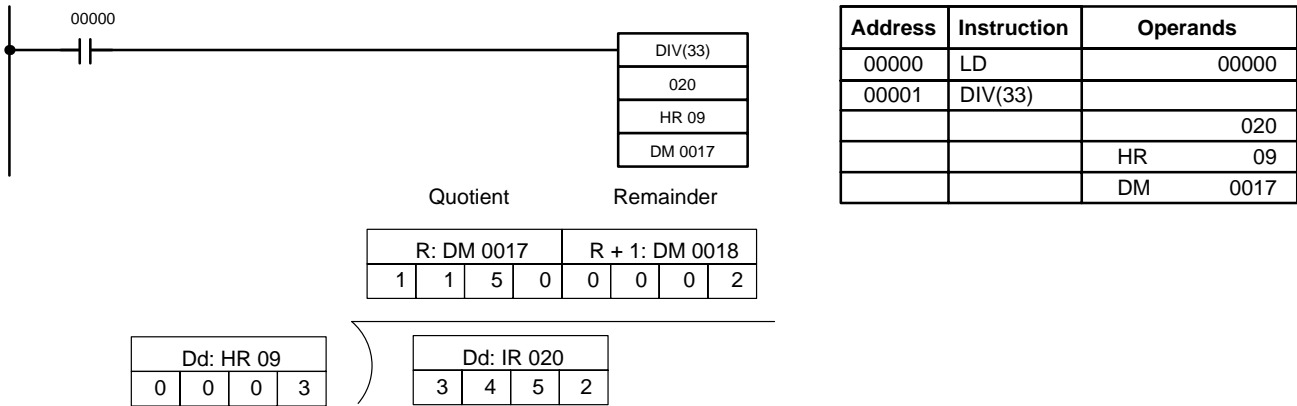 00000
DIV(33)
020
HR 09
DM 0017
Address Instruction Operands
00000 LD 00000
00001 DIV(33)
020
HR 09
DM 0017
Quotient Remainder
R: DM 0017 R + 1: DM 0018
1 1 5 0 0 0 0 2
Dd: HR 09 Dd: IR 020
0 0 0 3 3 4 5 2